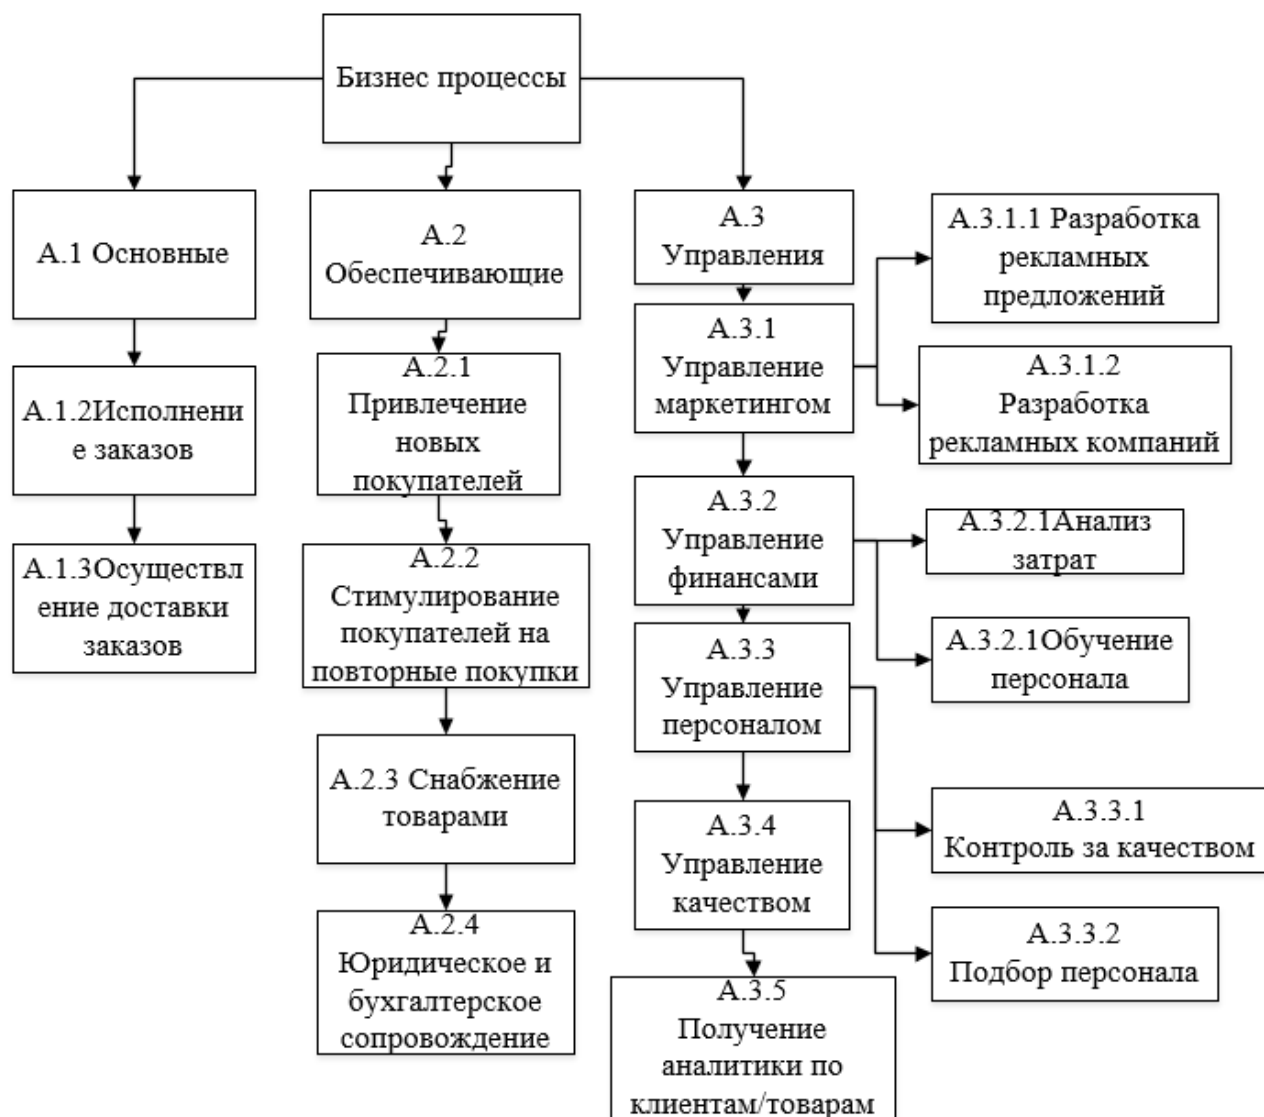 Бизнес процессы
А.1 Основные
А.1.2Исполнени
е заказов
А.1.3Осуществл
ение доставки
заказов
А.2
Обеспечивающие
А.2.1
Привлечение
новых
покупателей
А.2.2
Стимулирование
покупателей на
повторные покупки
А.2.3 Снабжение
товарами
А.2.4
Юридическое и
бухгалтерское
сопровождение
А.3
Управления
А.3.1
Управление
маркетингом
А.3.1.1 Разработка
рекламных
предложений
А.3.1.2
Разработка
рекламных компаний
А.3.2
Управление
финансами
А.3.2.1Анализ
затрат
А.3.2.1Обучение
персонала
А.3.3
Управление
персоналом
А.3.3.1
Контроль за качеством
А.3.3.2
Подбор персонала
А.3.4
Управление
качеством
А.3.5
Получение
аналитики по
клиентам/товарам